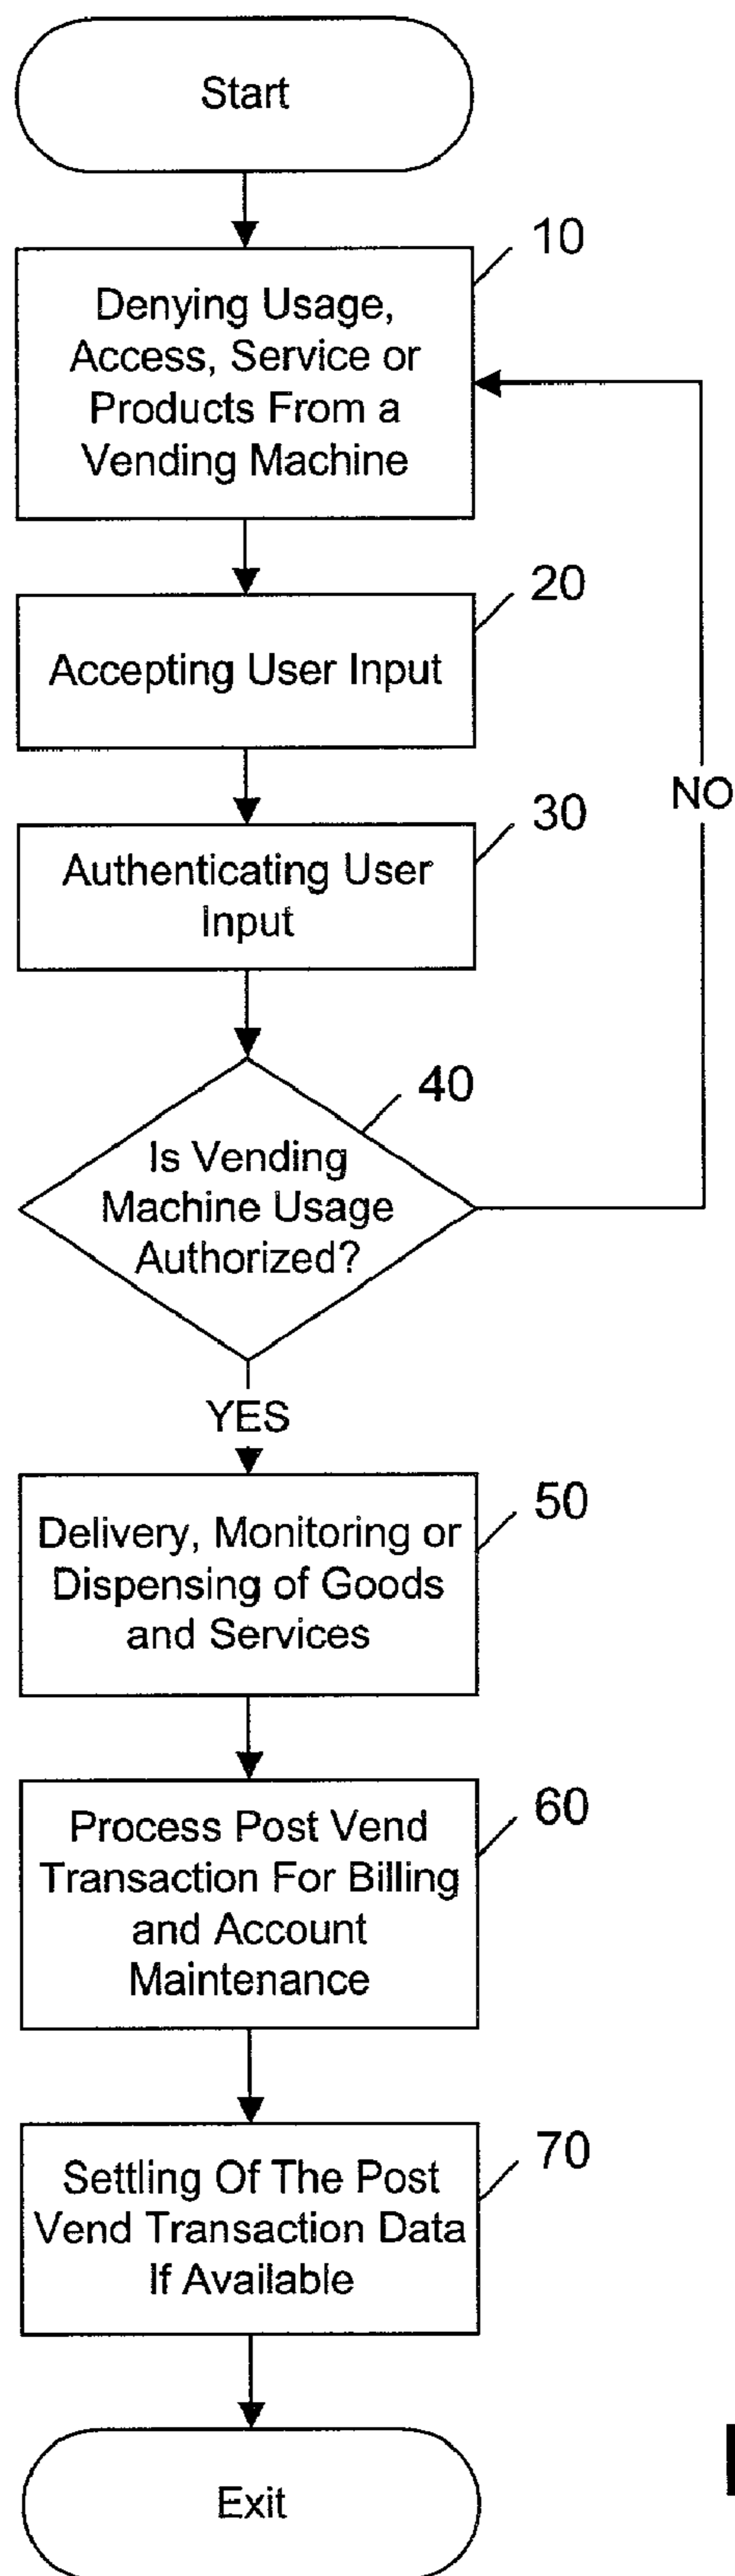 Start
10
Denying Usage,
Access, Service or
Products From a
Vending Machine
20
Accepting User Input
NO
30
Authenticating User
Input
40
Is Vending
Machine Usage
Authorized?
YES
50
Delivery, Monitoring or
Dispensing of Goods
and Services
60
Process Post Vend
Transaction For Billing
and Account
Maintenance
70
Settling Of The Post
Vend Transaction Data
If Available
Exit